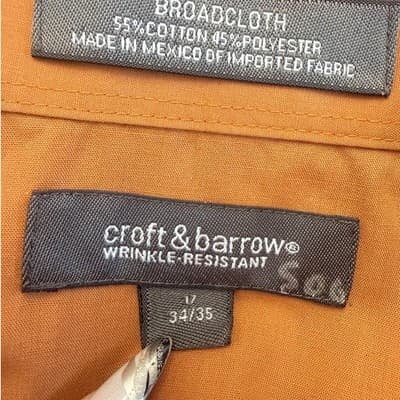 BROADCLOTH
55% COTTON 45% POLYESTER
MADE IN MEXICO OF IMPORTED FABRIC
croft&barrow®
WRINKLE-RESISTANT
17
34/35